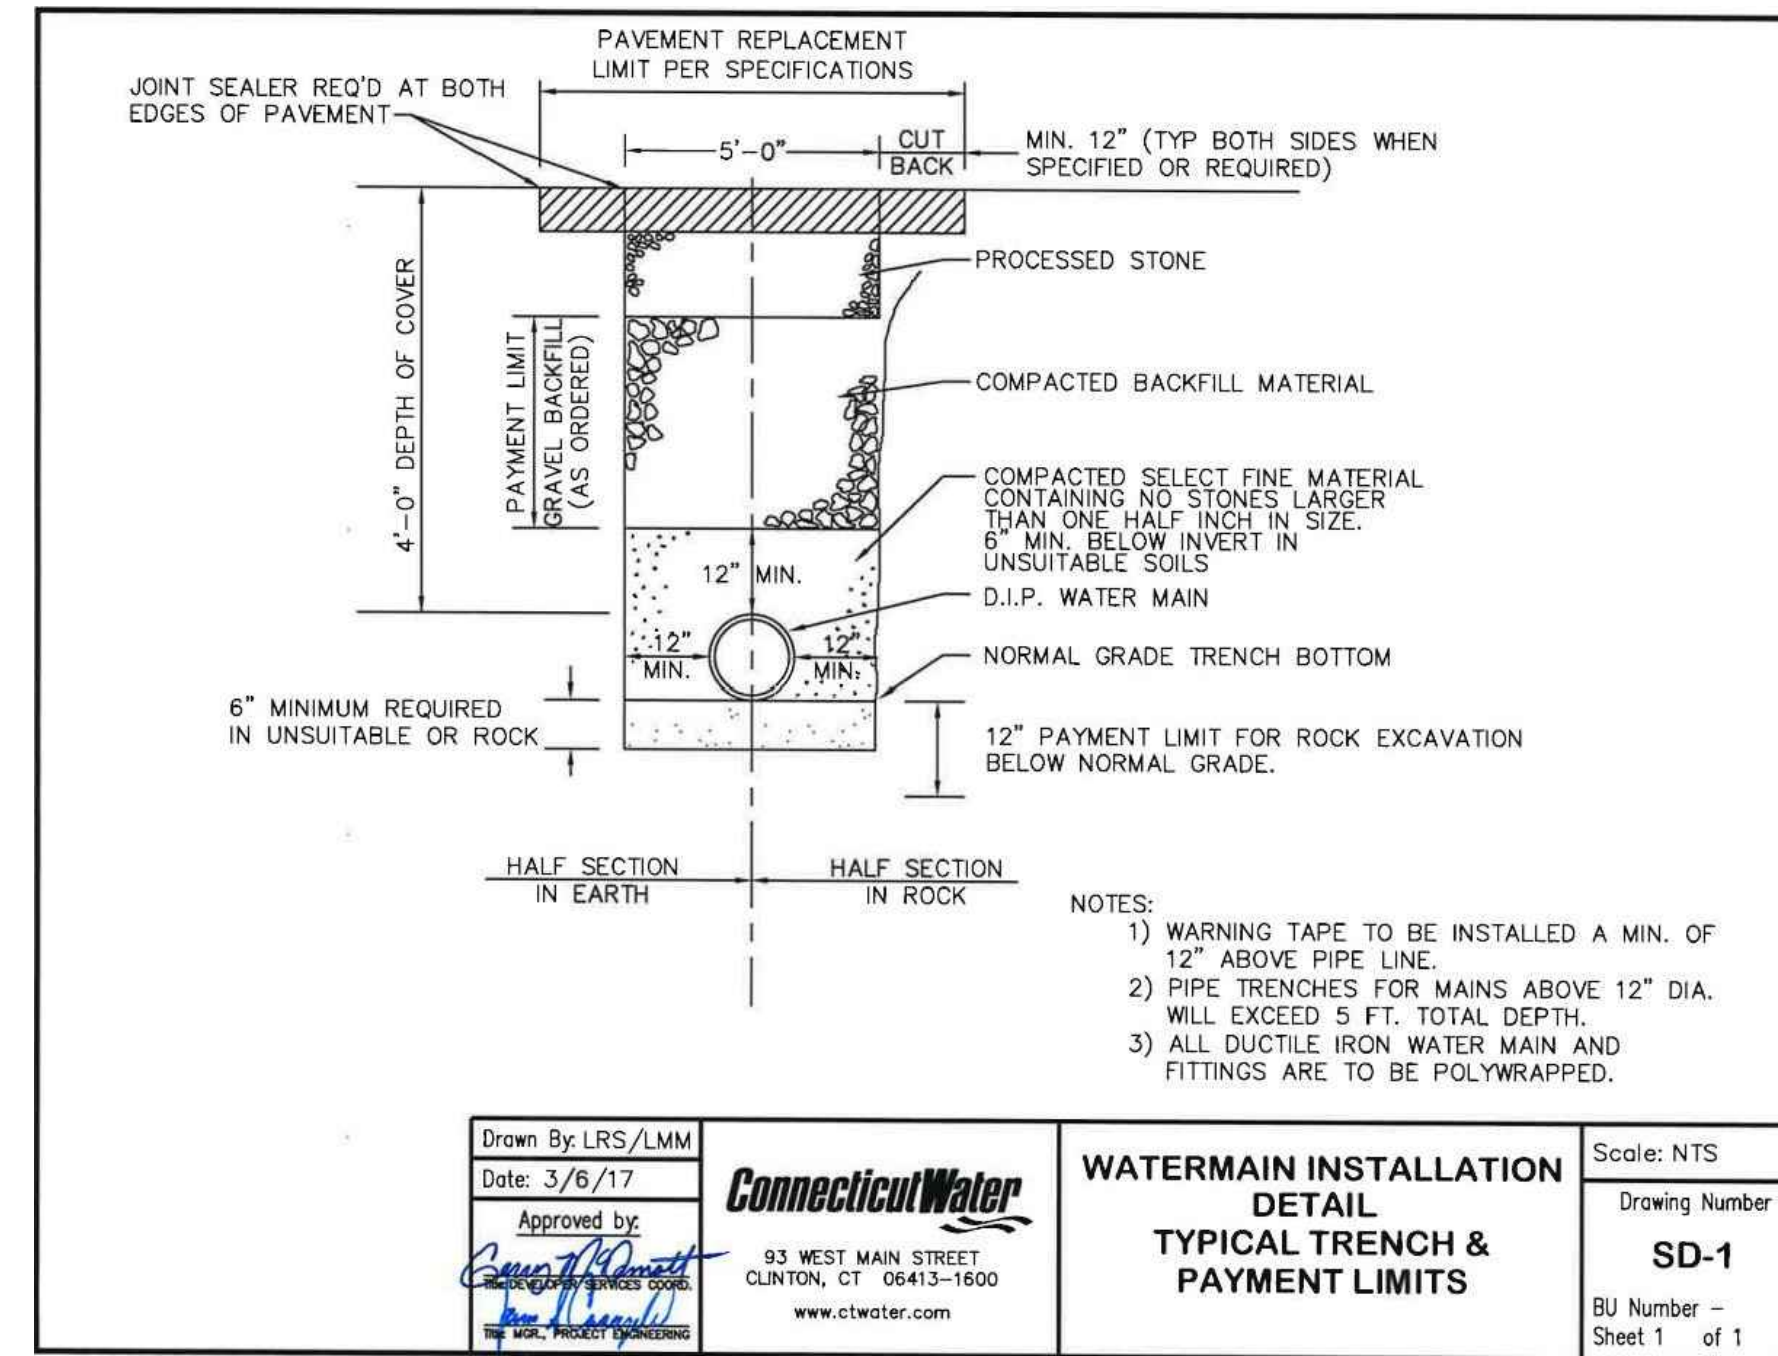 PAVEMENT REPLACEMENT
LIMIT PER SPECIFICATIONS
JOINT SEALER REQ'D AT BOTH
EDGES OF PAVEMENT
5'-0"
CUT
BACK
MIN. 12" (TYP BOTH SIDES WHEN
SPECIFIED OR REQUIRED)
PROCESSED STONE
4'-0" DEPTH OF COVER
PAYMENT LIMIT
GRAVEL BACKFILL
(AS ORDERED)
COMPACTED BACKFILL MATERIAL
COMPACTED SELECT FINE MATERIAL
CONTAINING NO STONES LARGER
THAN ONE HALF INCH IN SIZE.
6" MIN. BELOW INVERT IN
UNSUITABLE SOILS
12" MIN.
D.I.P. WATER MAIN
12"
MIN.
12"
MIN.
NORMAL GRADE TRENCH BOTTOM
6" MINIMUM REQUIRED
IN UNSUITABLE OR ROCK
12" PAYMENT LIMIT FOR ROCK EXCAVATION
BELOW NORMAL GRADE.
HALF SECTION
IN EARTH
HALF SECTION
IN ROCK
NOTES:
1) WARNING TAPE TO BE INSTALLED A MIN. OF
12" ABOVE PIPE LINE.
2) PIPE TRENCHES FOR MAINS ABOVE 12" DIA.
WILL EXCEED 5 FT. TOTAL DEPTH.
3) ALL DUCTILE IRON WATER MAIN AND
FITTINGS ARE TO BE POLYWRAPPED.
Drawn By: LRS/LMM
Date: 3/6/17
Approved by:
Title: DEVELOPER SERVICES COORD.
Title: MGR., PROJECT ENGINEERING
ConnecticutWater
93 WEST MAIN STREET
CLINTON, CT 06413-1600
www.ctwater.com
WATERMAIN INSTALLATION
DETAIL
TYPICAL TRENCH &
PAYMENT LIMITS
Scale: NTS
Drawing Number
SD-1
BU Number -
Sheet 1 of 1